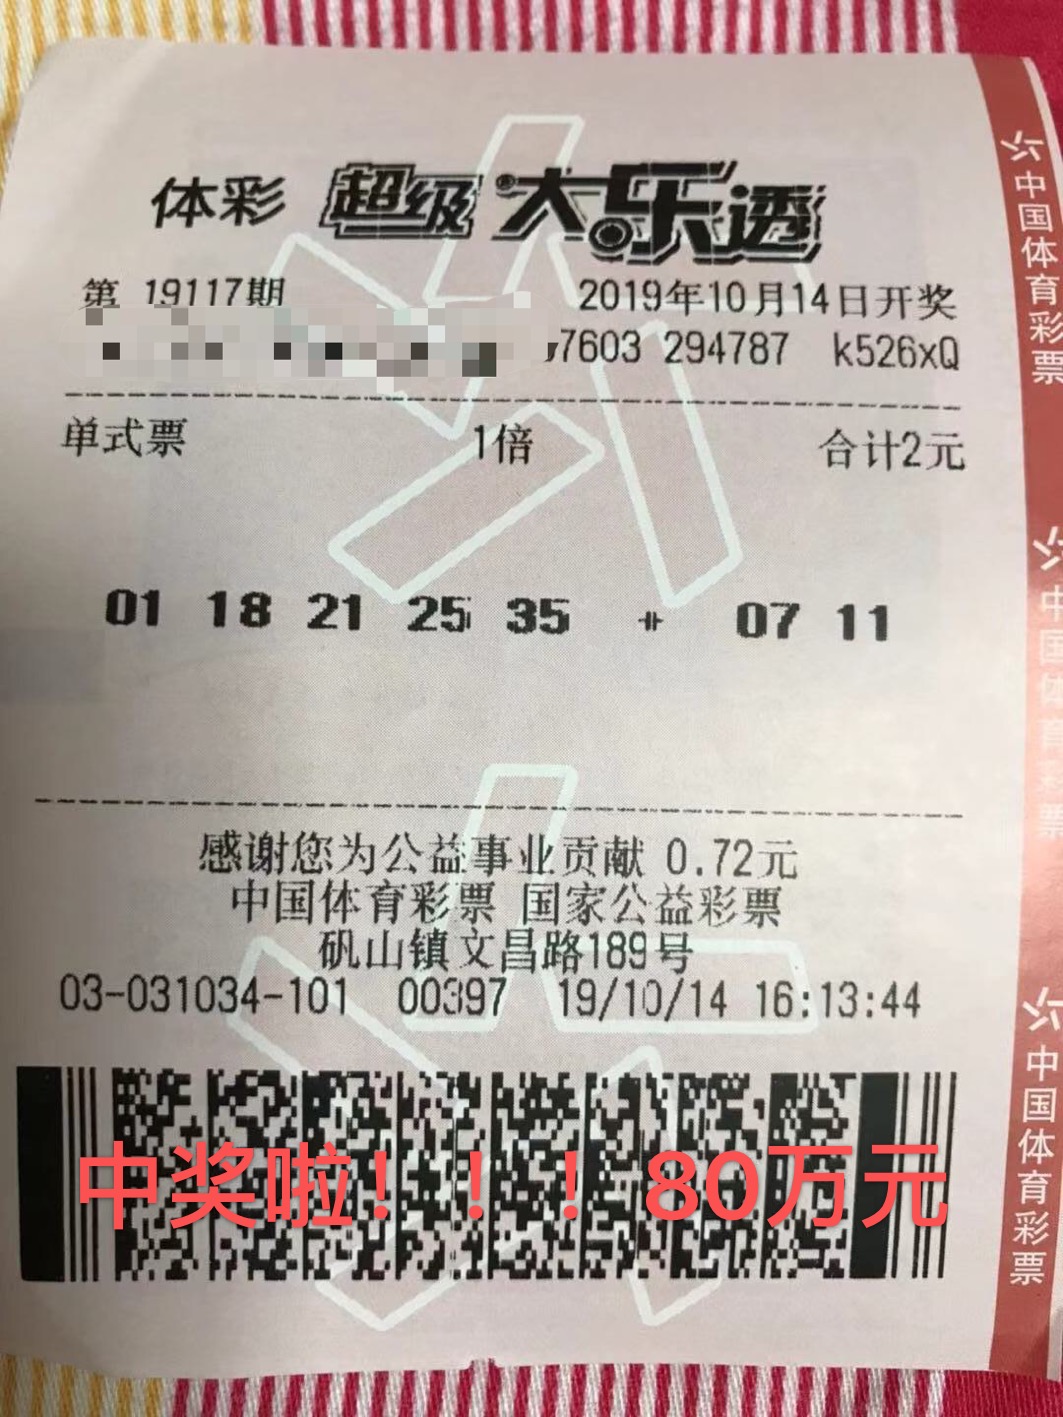 体彩 超级大乐透
第 19117期 2019年10月14日开奖
7603 294787 k526xQ
单式票 1倍 合计2元
01 18 21 25 35 + 07 11
感谢您为公益事业贡献 0.72元
中国体育彩票 国家公益彩票
矾山镇文昌路189号
03-031034-101 00397 19/10/14 16:13:44
中奖啦！！！80万元
中国体育彩票
中国体育彩票
中国体育彩票